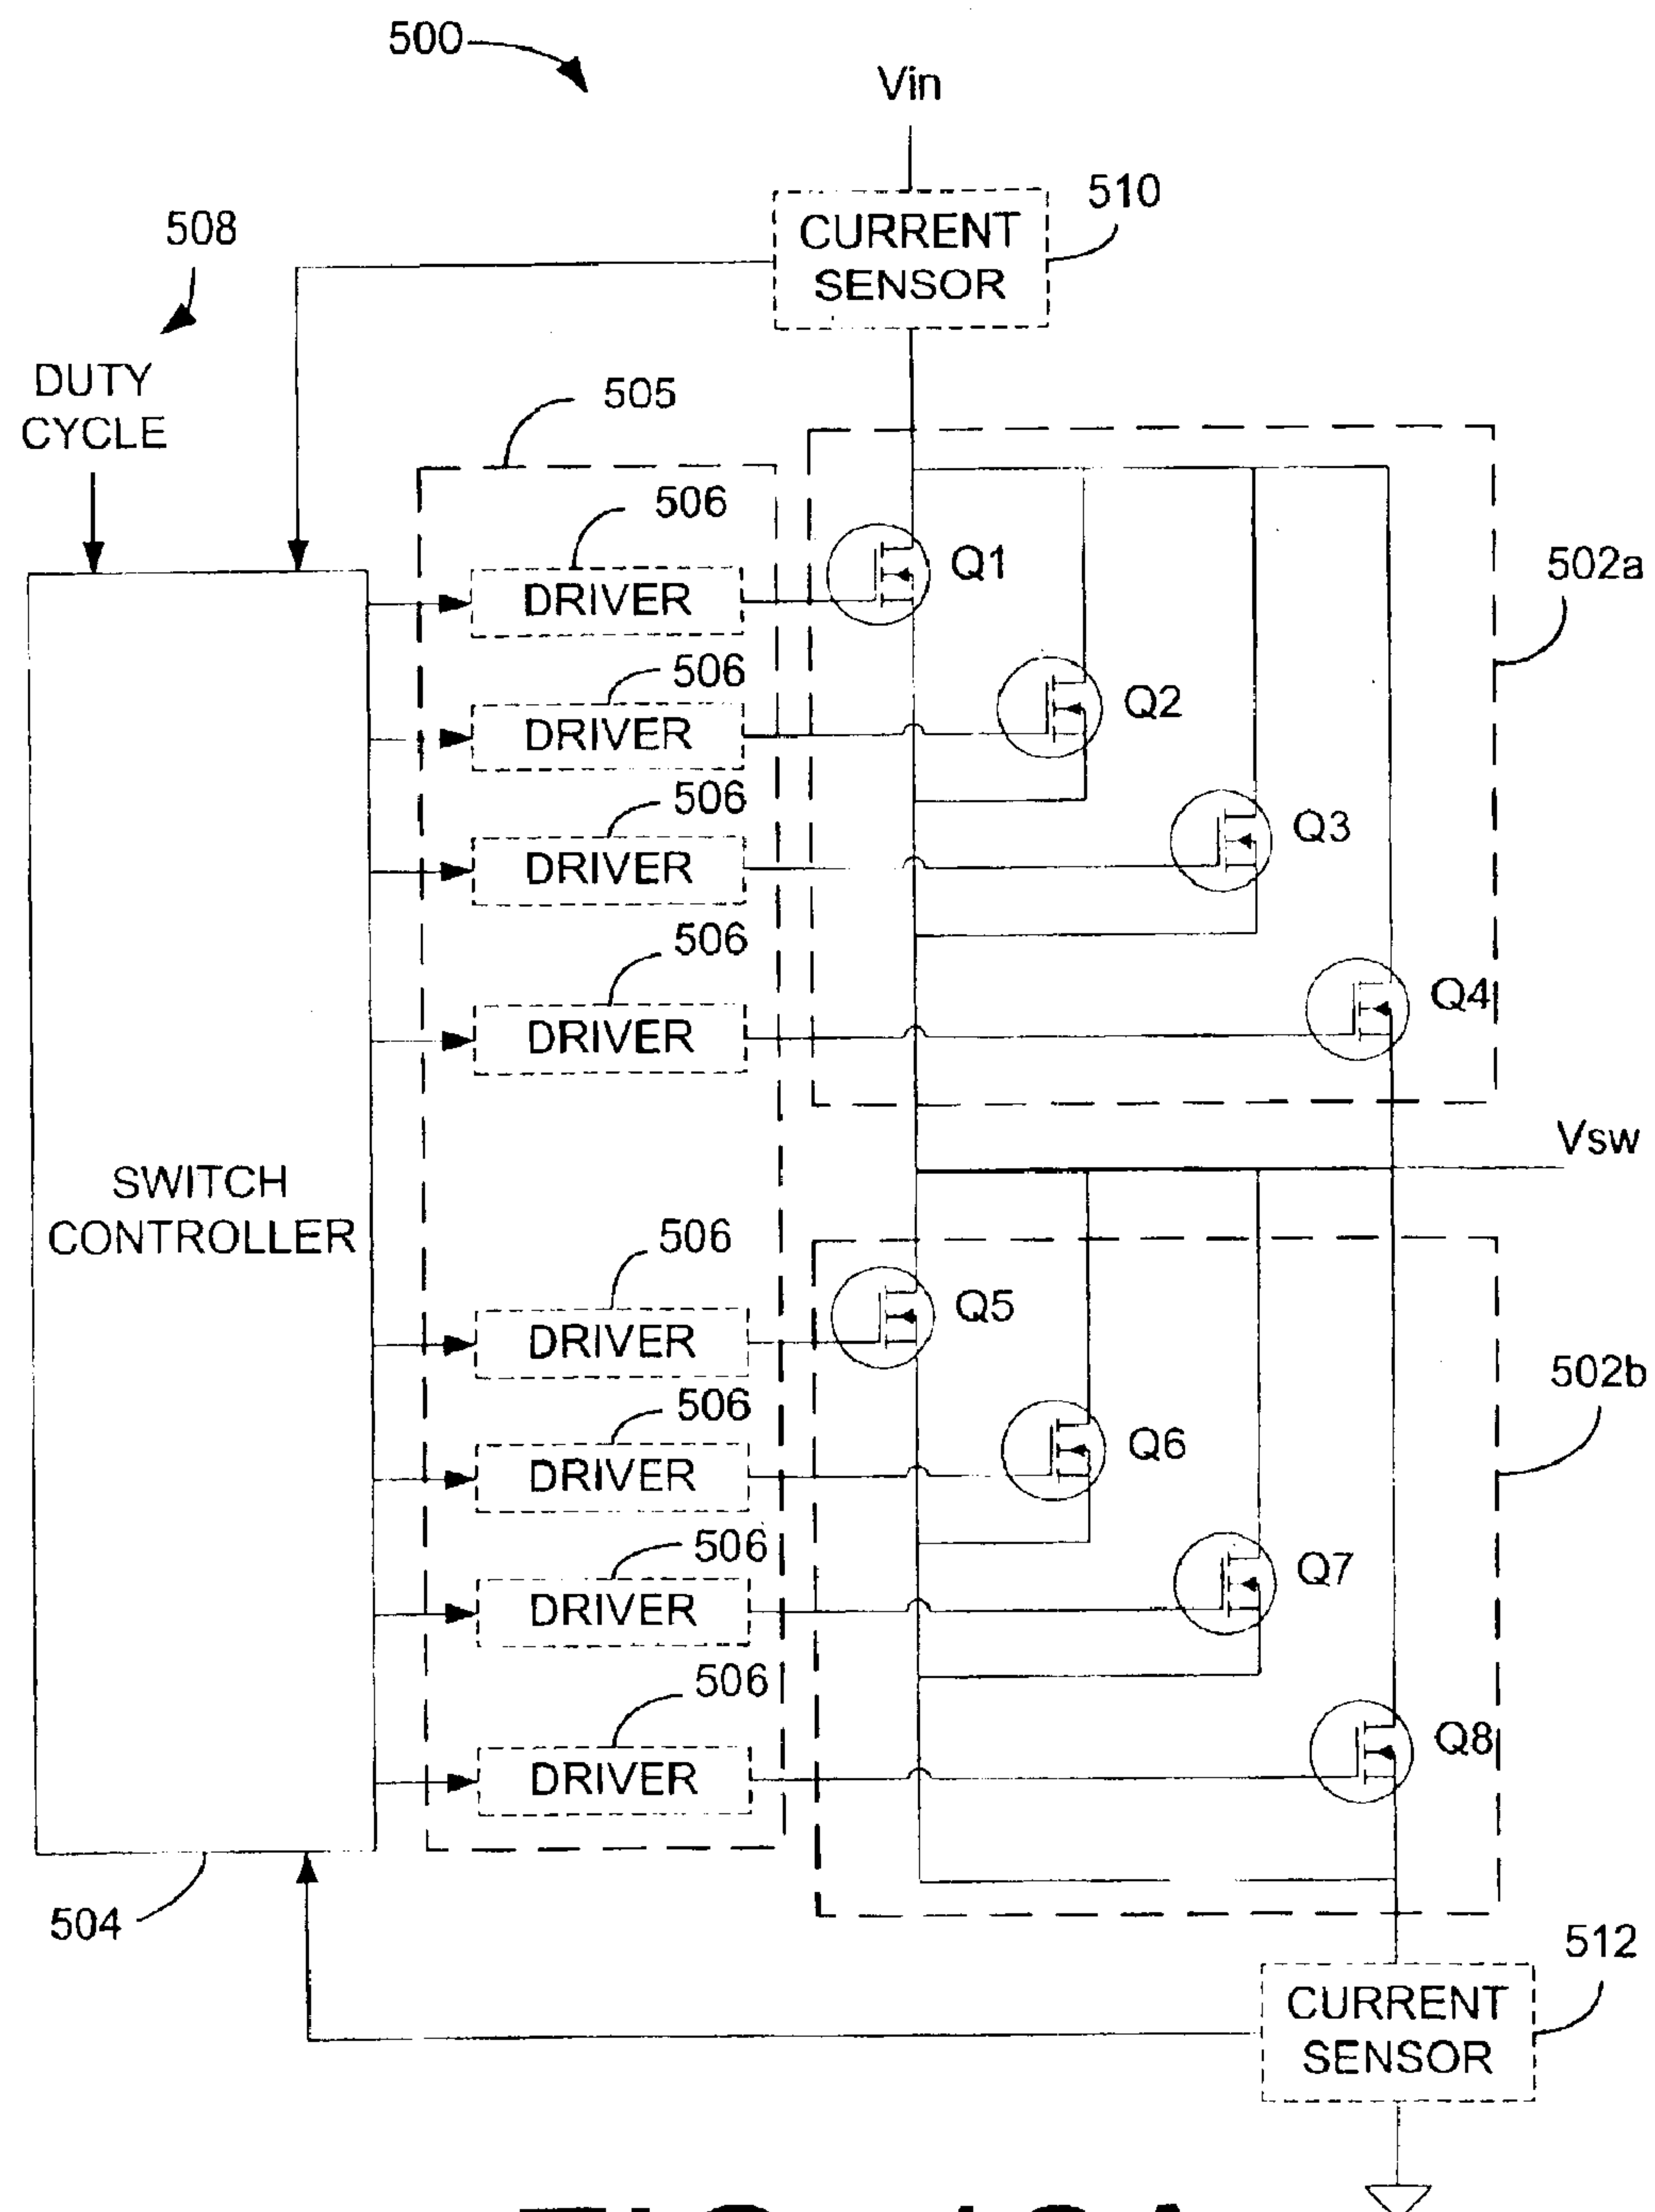 500
Vin
CURRENT
SENSOR
510
508
DUTY
CYCLE
505
506
DRIVER
Q1
502a
506
DRIVER
Q2
506
DRIVER
Q3
506
DRIVER
Q4
Vsw
SWITCH
CONTROLLER
506
DRIVER
Q5
502b
506
DRIVER
Q6
506
DRIVER
Q7
506
DRIVER
Q8
504
512
CURRENT
SENSOR